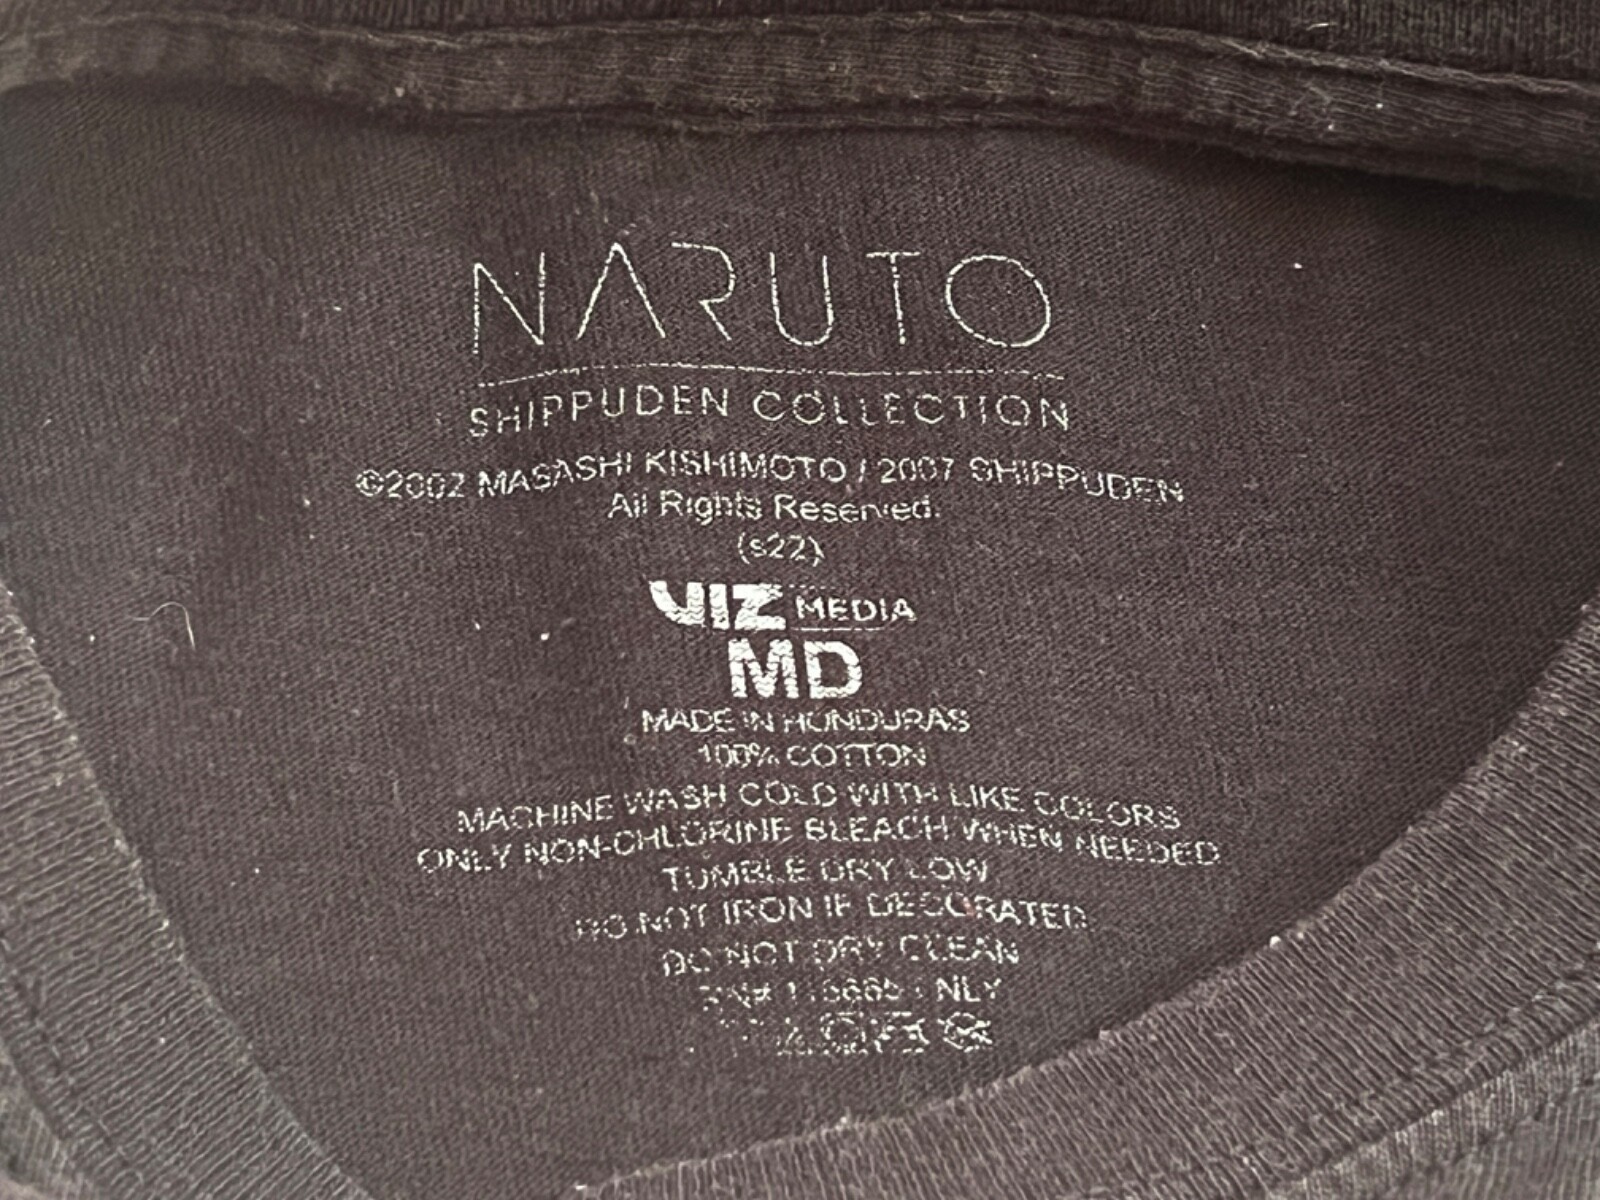 NARUTO
SHIPPUDEN COLLECTION
©2002 MASASHI KISHIMOTO / 2007 SHIPPUDEN
All Rights Reserved.
(s22)
VIZ MEDIA
MD
MADE IN HONDURAS
100% COTTON
MACHINE WASH COLD WITH LIKE COLORS
ONLY NON-CHLORINE BLEACH WHEN NEEDED
TUMBLE DRY LOW
DO NOT IRON IF DECORATED
DO NOT DRY CLEAN